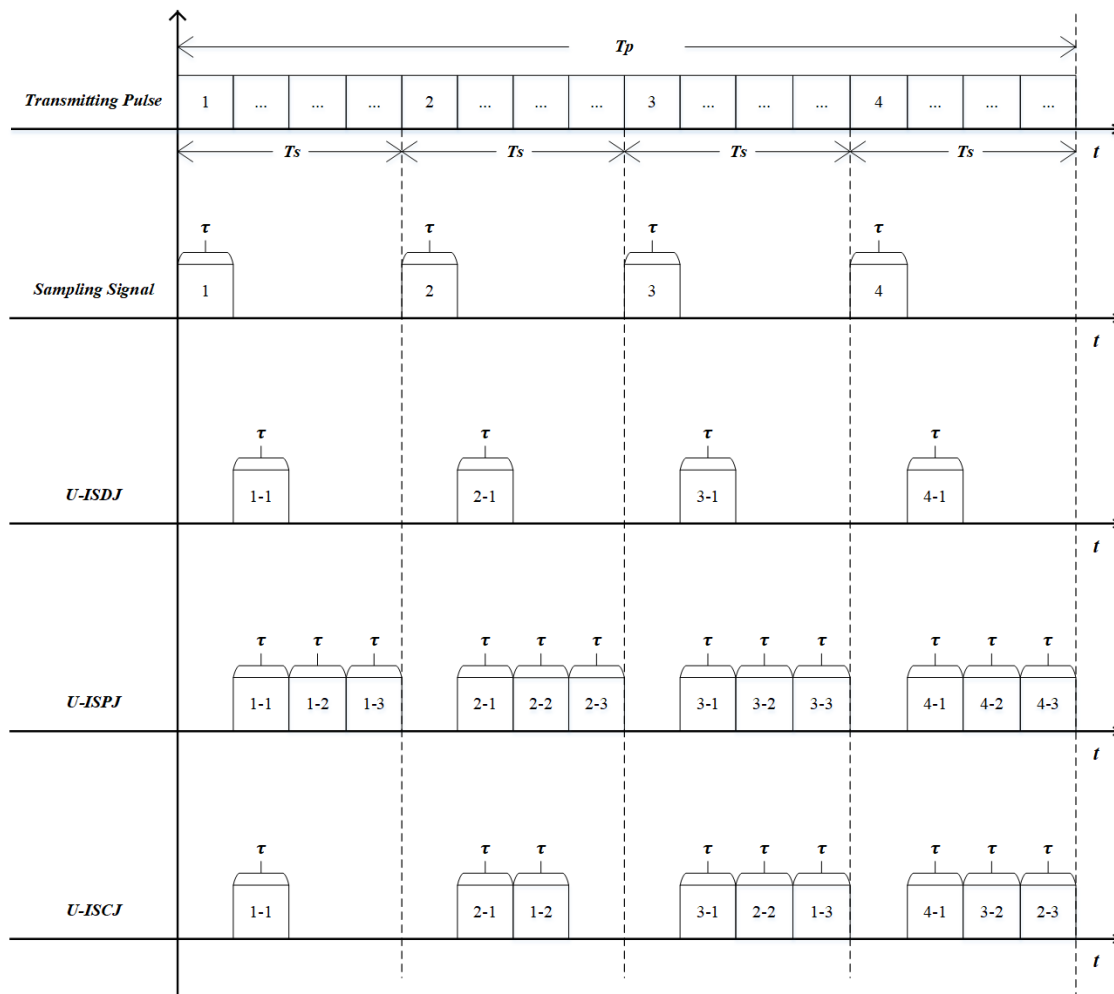 Tp
Transmitting Pulse 1 ... ... ... 2 ... ... ... 3 ... ... ... 4 ... ... ...
Ts Ts Ts Ts t
τ τ τ τ
Sampling Signal 1 2 3 4
t
τ τ τ τ
U-ISDJ 1-1 2-1 3-1 4-1
t
τ τ τ τ τ τ τ τ τ τ τ τ
U-ISPJ 1-1 1-2 1-3 2-1 2-2 2-3 3-1 3-2 3-3 4-1 4-2 4-3
t
τ τ τ τ τ τ τ τ τ
U-ISCJ 1-1 2-1 1-2 3-1 2-2 1-3 4-1 3-2 2-3
t